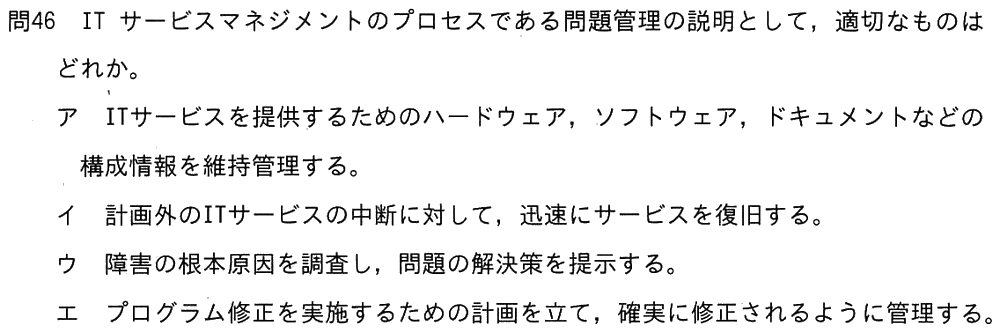 問46 IT サービスマネジメントのプロセスである問題管理の説明として，適切なものは
どれか。
ア ITサービスを提供するためのハードウェア，ソフトウェア，ドキュメントなどの
構成情報を維持管理する。
イ 計画外のITサービスの中断に対して，迅速にサービスを復旧する。
ウ 障害の根本原因を調査し，問題の解決策を提示する。
エ プログラム修正を実施するための計画を立て，確実に修正されるように管理する。